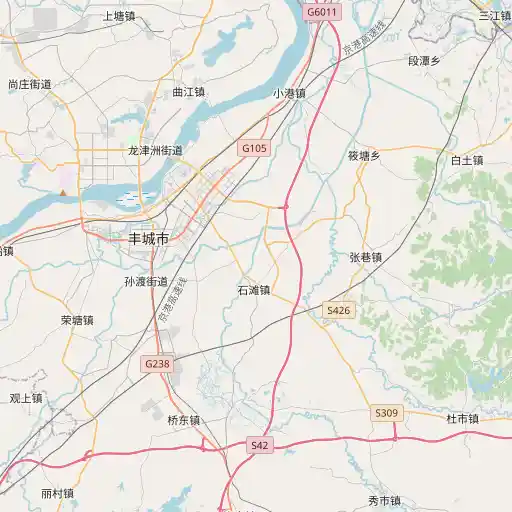 上塘镇
G6011
三江镇
京港高速线
段潭乡
尚庄街道
曲江镇
小港镇
龙津洲街道
G105
筱塘乡
白土镇
丰城市
张巷镇
孙渡街道
石滩镇
京港高速线
S426
荣塘镇
G238
观上镇
桥东镇
S309
杜市镇
S42
丽村镇
秀市镇